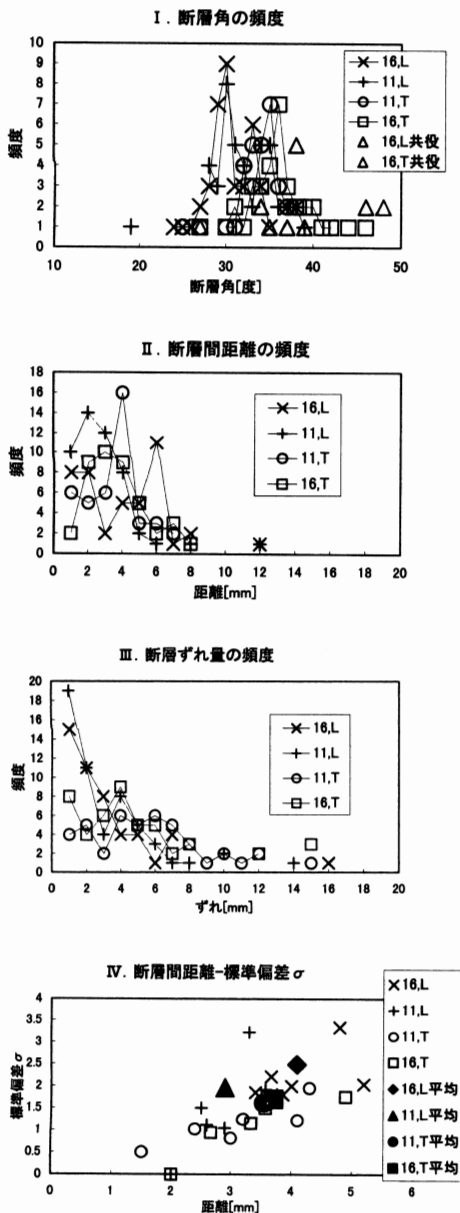 Ⅰ. 断層角の頻度
頻度
10
9
8
7
6
5
4
3
2
1
0
10 20 30 40 50
断層角[度]
16,L
11,L
11,T
16,T
16,L共役
16,T共役
Ⅱ. 断層間距離の頻度
頻度
18
16
14
12
10
8
6
4
2
0
0 2 4 6 8 10 12 14 16 18 20
距離[mm]
16,L
11,L
11,T
16,T
Ⅲ. 断層ずれ量の頻度
頻度
20
18
16
14
12
10
8
6
4
2
0
0 2 4 6 8 10 12 14 16 18 20
ずれ[mm]
16,L
11,L
11,T
16,T
Ⅳ. 断層間距離-標準偏差σ
標準偏差σ
4
3.5
3
2.5
2
1.5
1
0.5
0
0 1 2 3 4 5 6
距離[mm]
16,L
11,L
11,T
16,T
16,L平均
11,L平均
11,T平均
16,T平均